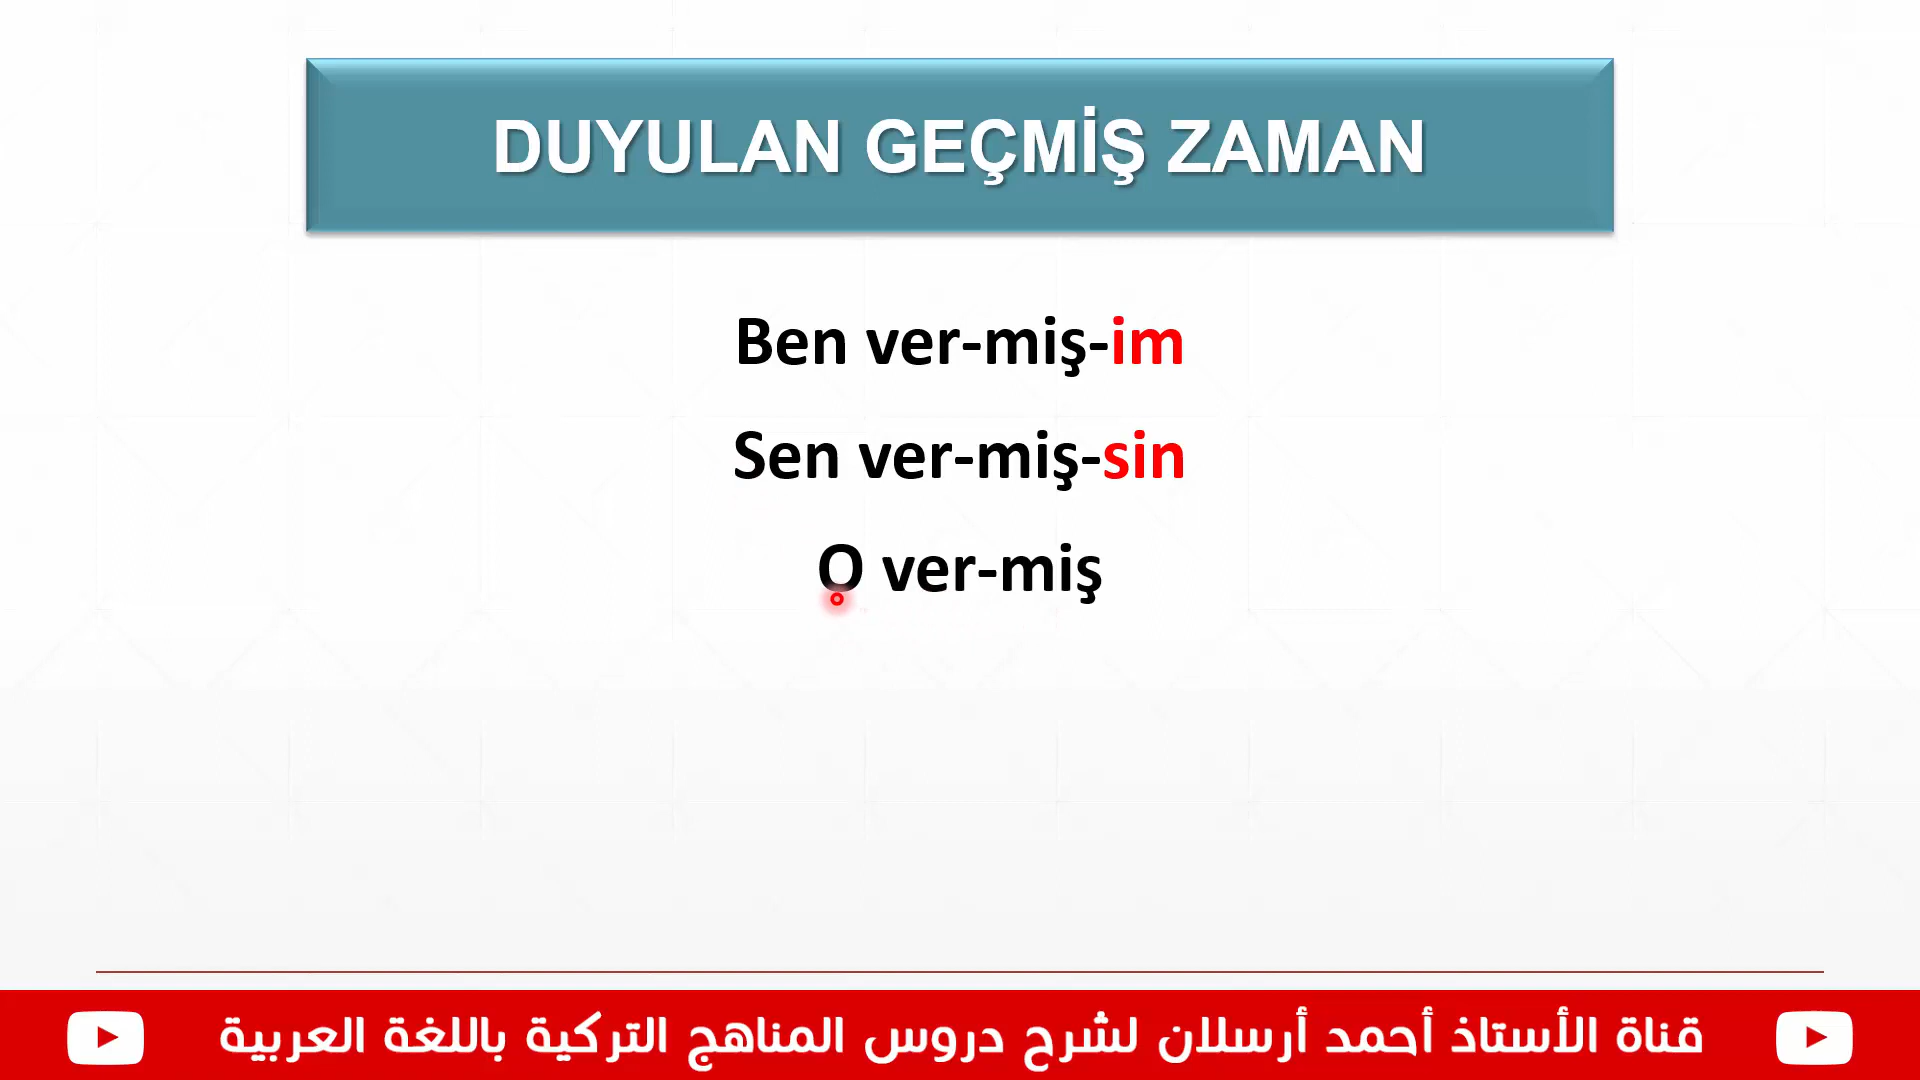 DUYULAN GEÇMİŞ ZAMAN
Ben ver-miş-im
Sen ver-miş-sin
O ver-miş
قناة الأستاذ أحمد أرسلان لشرح دروس المناهج التركية باللغة العربية